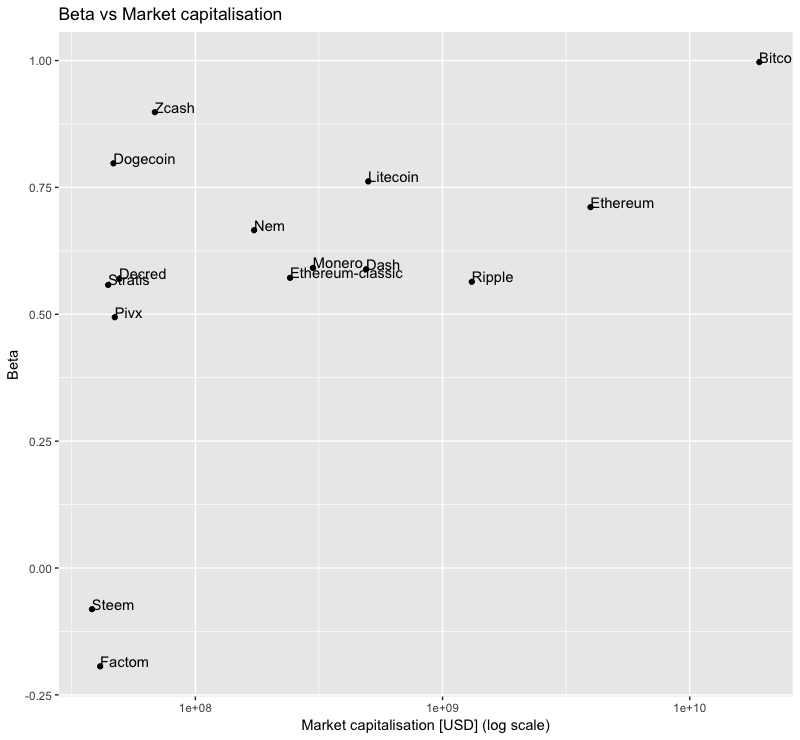 Beta vs Market capitalisation
1.00
Bitco
Zcash
Dogecoin
Litecoin
0.75
Ethereum
Nem
Monero
Dash
Decred
Ethereum-classic
Stratis
Ripple
Pivx
0.50
Beta
0.25
0.00
Steem
Factom
-0.25
1e+08
1e+09
1e+10
Market capitalisation [USD] (log scale)